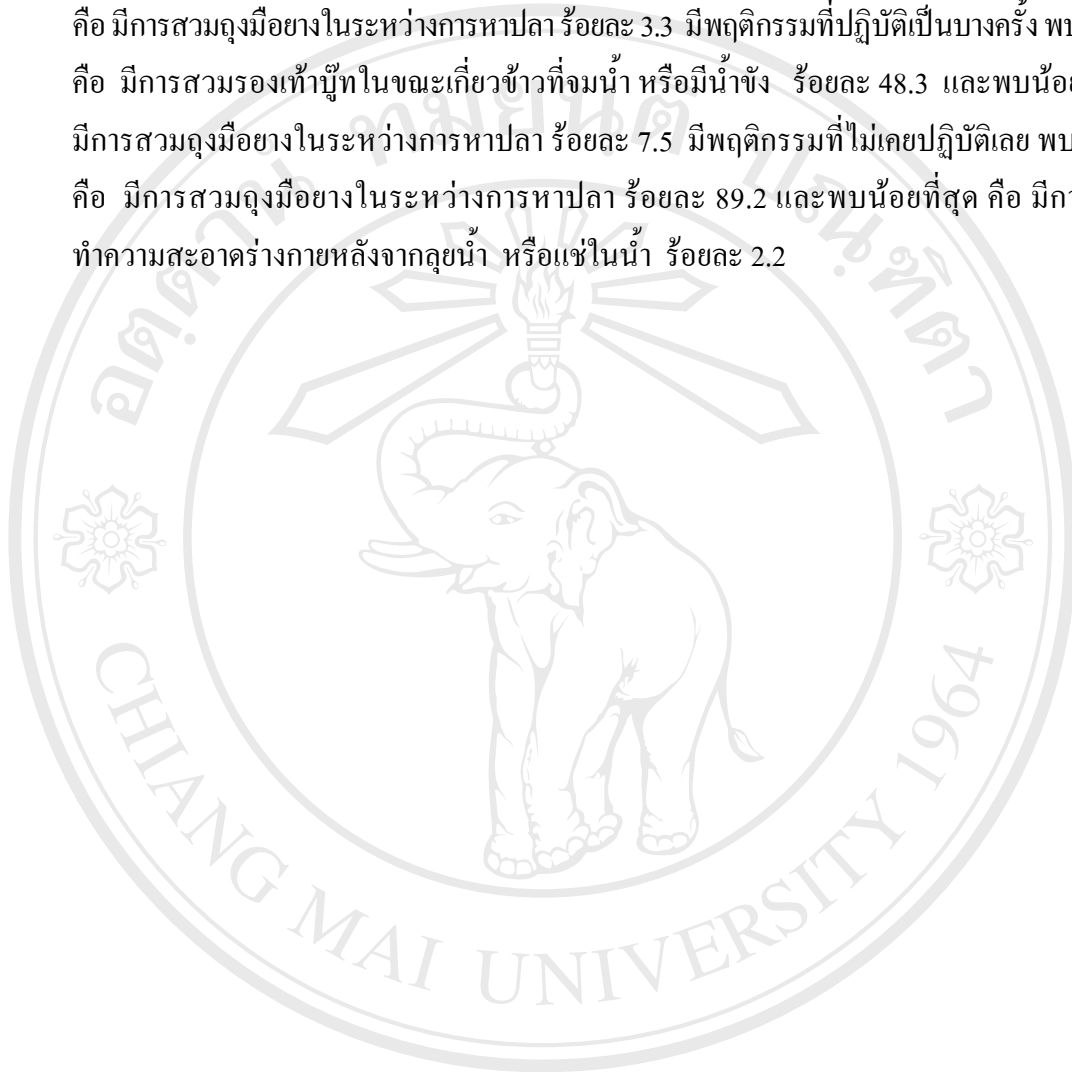 คือ มีการสวมถุงมือยางในระหว่างการหาปลา ร้อยละ 3.3 มีพฤติกรรมที่ปฏิบัติเป็นบางครั้ง
คือ มีการสวมรองเท้าบู๊ทในขณะเกี่ยวข้าวที่จมน้ำ หรือมีน้ำขัง ร้อยละ 48.3 และพบ
มีการสวมถุงมือยางในระหว่างการหาปลา ร้อยละ 7.5 มีพฤติกรรมที่ไม่เคยปฏิบัติเลย
คือ มีการสวมถุงมือยางในระหว่างการหาปลา ร้อยละ 89.2 และพบน้อยที่สุด คือ
ทำความสะอาดร่างกายหลังจากลุยน้ำ หรือแช่ในน้ำ ร้อยละ 2.2
อตฺตานํ ทมยนฺติ ปณฺฑิตา
CHIANG MAI UNIVERSITY 1964